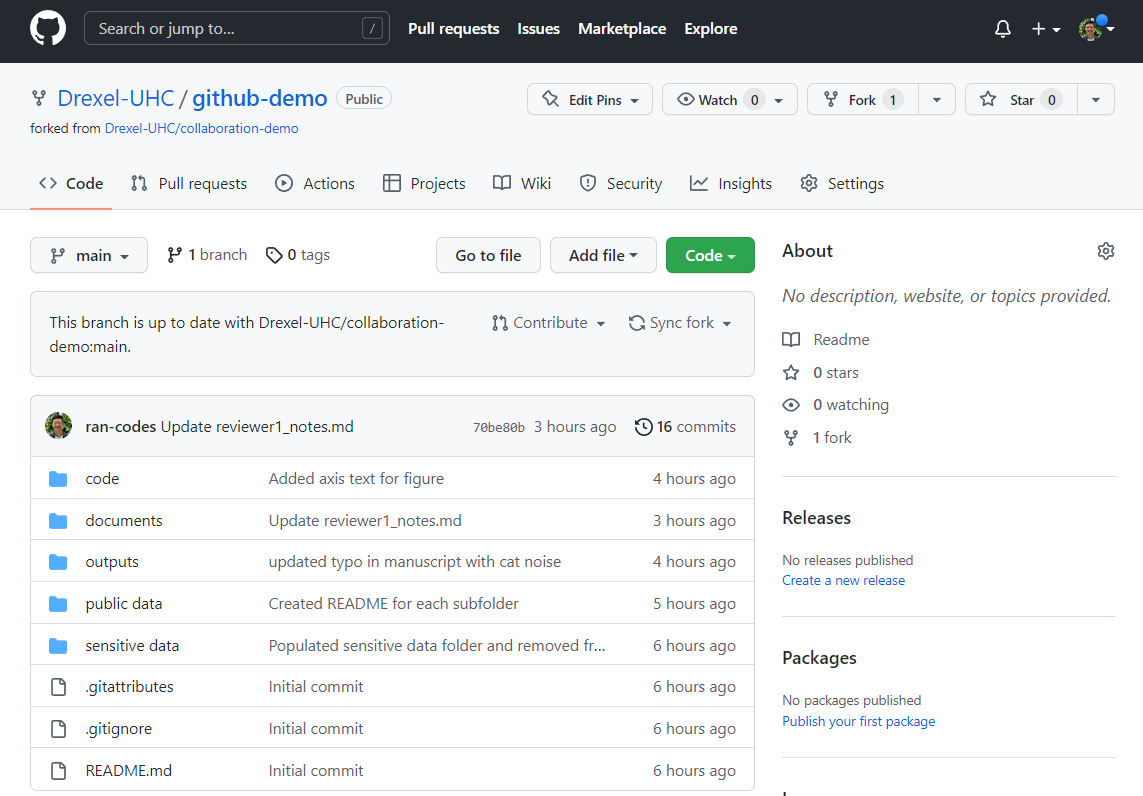 Search or jump to... /
Pull requests Issues Marketplace Explore
Drexel-UHC / github-demo Public
forked from Drexel-UHC/collaboration-demo
Edit Pins Watch 0 Fork 1 Star 0
Code Pull requests Actions Projects Wiki Security Insights Settings
main 1 branch 0 tags Go to file Add file Code
This branch is up to date with Drexel-UHC/collaboration-
demo:main.
Contribute Sync fork
ran-codes Update reviewer1_notes.md 70be80b 3 hours ago 16 commits
code Added axis text for figure 4 hours ago
documents Update reviewer1_notes.md 3 hours ago
outputs updated typo in manuscript with cat noise 4 hours ago
public data Created README for each subfolder 5 hours ago
sensitive data Populated sensitive data folder and removed fr... 6 hours ago
.gitattributes Initial commit 6 hours ago
.gitignore Initial commit 6 hours ago
README.md Initial commit 6 hours ago
About
No description, website, or topics provided.
Readme
0 stars
0 watching
1 fork
Releases
No releases published
Create a new release
Packages
No packages published
Publish your first package